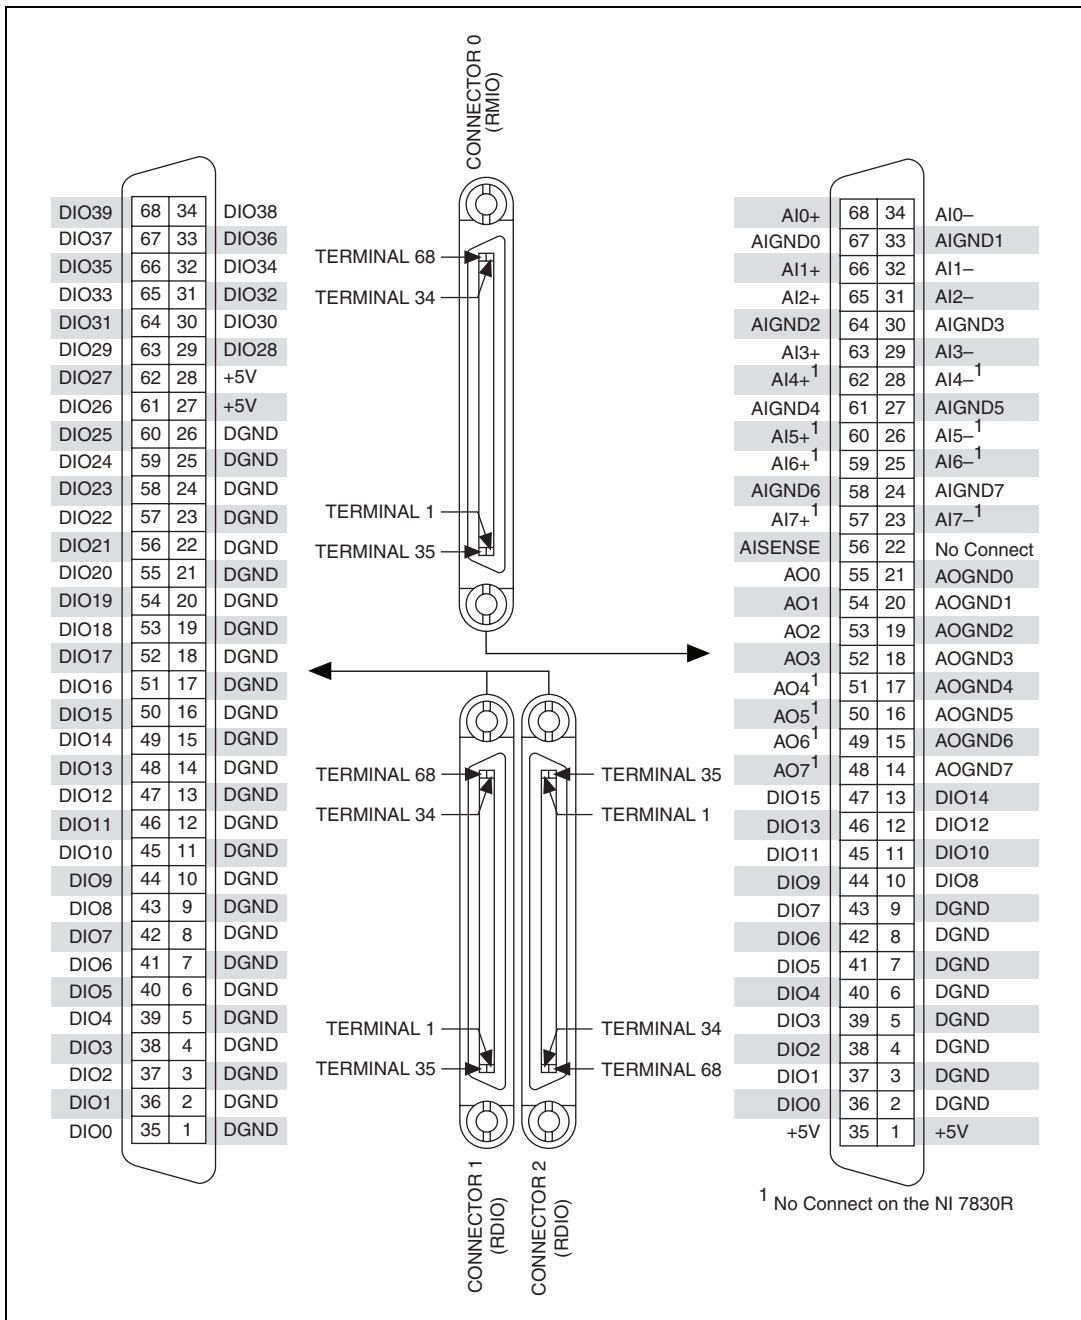 CONNECTOR 0
(RMIO)
DIO39 68 34 DIO38
DIO37 67 33 DIO36
DIO35 66 32 DIO34
DIO33 65 31 DIO32
DIO31 64 30 DIO30
DIO29 63 29 DIO28
DIO27 62 28 +5V
DIO26 61 27 +5V
DIO25 60 26 DGND
DIO24 59 25 DGND
DIO23 58 24 DGND
DIO22 57 23 DGND
DIO21 56 22 DGND
DIO20 55 21 DGND
DIO19 54 20 DGND
DIO18 53 19 DGND
DIO17 52 18 DGND
DIO16 51 17 DGND
DIO15 50 16 DGND
DIO14 49 15 DGND
DIO13 48 14 DGND
DIO12 47 13 DGND
DIO11 46 12 DGND
DIO10 45 11 DGND
DIO9 44 10 DGND
DIO8 43 9 DGND
DIO7 42 8 DGND
DIO6 41 7 DGND
DIO5 40 6 DGND
DIO4 39 5 DGND
DIO3 38 4 DGND
DIO2 37 3 DGND
DIO1 36 2 DGND
DIO0 35 1 DGND
TERMINAL 68
TERMINAL 34
TERMINAL 1
TERMINAL 35
TERMINAL 68
TERMINAL 34
TERMINAL 35
TERMINAL 1
TERMINAL 1
TERMINAL 35
TERMINAL 34
TERMINAL 68
CONNECTOR 1
(RDIO)
CONNECTOR 2
(RDIO)
AI0+ 68 34 AI0–
AIGND0 67 33 AIGND1
AI1+ 66 32 AI1–
AI2+ 65 31 AI2–
AIGND2 64 30 AIGND3
AI3+ 63 29 AI3–
AI4+¹ 62 28 AI4–¹
AIGND4 61 27 AIGND5
AI5+¹ 60 26 AI5–¹
AI6+¹ 59 25 AI6–¹
AIGND6 58 24 AIGND7
AI7+¹ 57 23 AI7–¹
AISENSE 56 22 No Connect
AO0 55 21 AOGND0
AO1 54 20 AOGND1
AO2 53 19 AOGND2
AO3 52 18 AOGND3
AO4¹ 51 17 AOGND4
AO5¹ 50 16 AOGND5
AO6¹ 49 15 AOGND6
AO7¹ 48 14 AOGND7
DIO15 47 13 DIO14
DIO13 46 12 DIO12
DIO11 45 11 DIO10
DIO9 44 10 DIO8
DIO7 43 9 DGND
DIO6 42 8 DGND
DIO5 41 7 DGND
DIO4 40 6 DGND
DIO3 39 5 DGND
DIO2 38 4 DGND
DIO1 37 3 DGND
DIO0 36 2 DGND
+5V 35 1 +5V
¹ No Connect on the NI 7830R